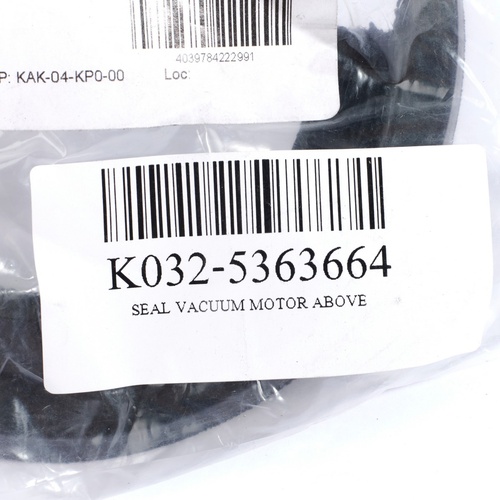 4039784222991
P: KAK-04-KP0-00 Loc:
K032-5363664
SEAL VACUUM MOTOR ABOVE